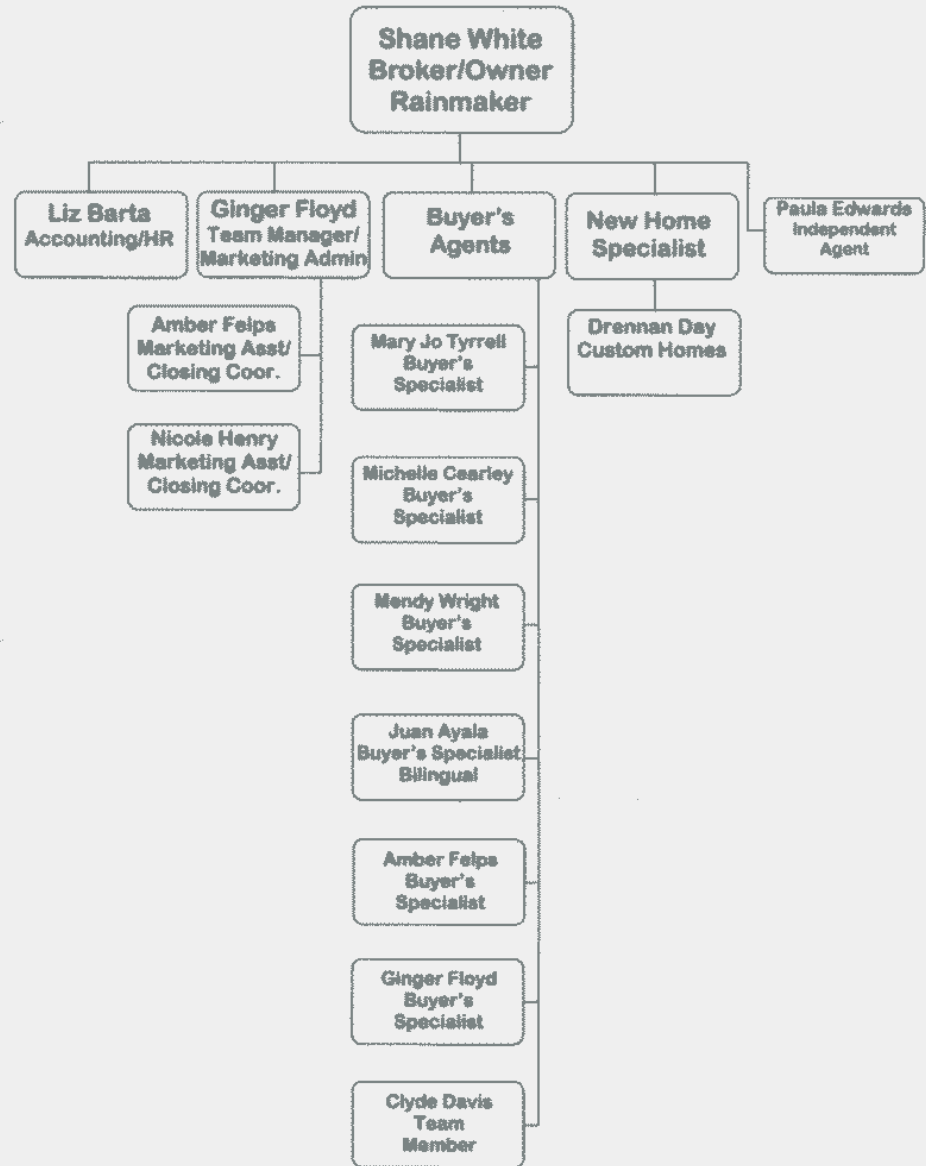 Shane White
Broker/Owner
Rainmaker
Liz Barta
Accounting/HR
Ginger Floyd
Team Manager/
Marketing Admin
Buyer's
Agents
New Home
Specialist
Paula Edwards
Independent
Agent
Amber Felps
Marketing Asst/
Closing Coor.
Nicole Henry
Marketing Asst/
Closing Coor.
Mary Jo Tyrrell
Buyer's
Specialist
Michelle Cearley
Buyer's
Specialist
Mendy Wright
Buyer's
Specialist
Juan Ayala
Buyer's Specialist
Bilingual
Amber Felps
Buyer's
Specialist
Ginger Floyd
Buyer's
Specialist
Clyde Davis
Team
Member
Drennan Day
Custom Homes